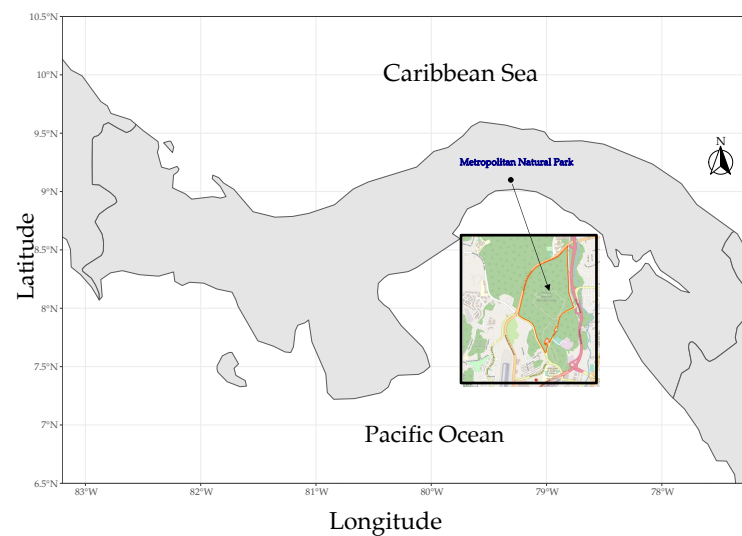 10.5°N
10°N
Caribbean Sea
9.5°N
N
Metropolitan Natural Park
9°N
Latitude
8.5°N
8°N
7.5°N
7°N
Pacific Ocean
6.5°N
83°W 82°W 81°W 80°W 79°W 78°W
Longitude